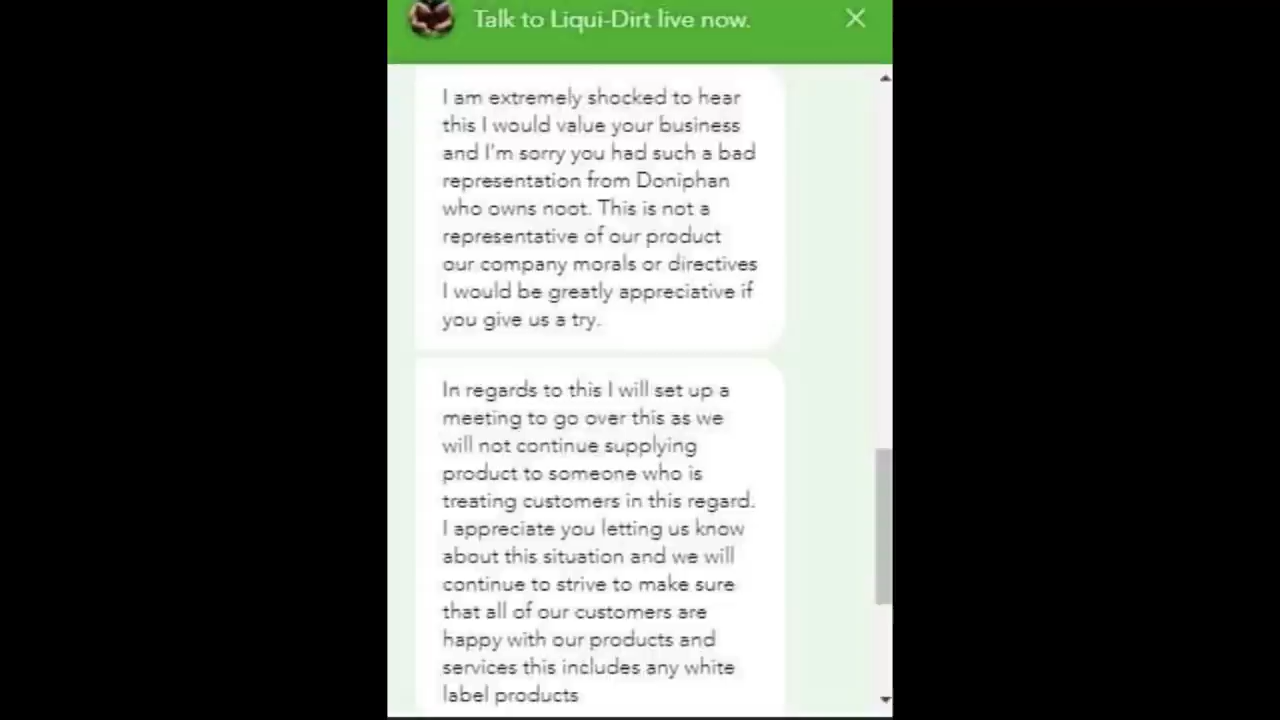 Talk to Liqui-Dirt live now.
I am extremely shocked to hear
this I would value your business
and I'm sorry you had such a bad
representation from Doniphan
who owns noot. This is not a
representative of our product
our company morals or directives
I would be greatly appreciative if
you give us a try.
In regards to this I will set up a
meeting to go over this as we
will not continue supplying
product to someone who is
treating customers in this regard.
I appreciate you letting us know
about this situation and we will
continue to strive to make sure
that all of our customers are
happy with our products and
services this includes any white
label products